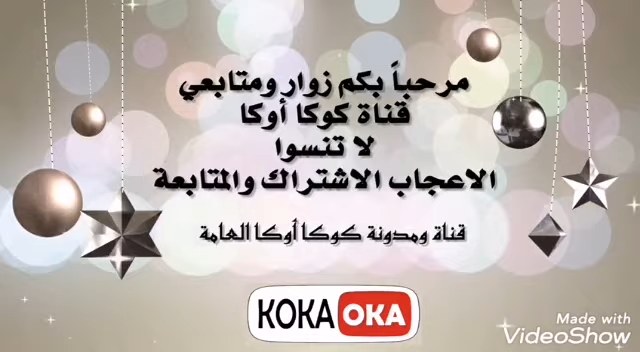 مرحباً بكم زوار ومتابعي
قناة كوكا أوكا
لا تنسوا
الاعجاب الاشتراك والمتابعة
قناة ومدونة كوكا أوكا العامة
KOKA OKA
Made with
VideoShow